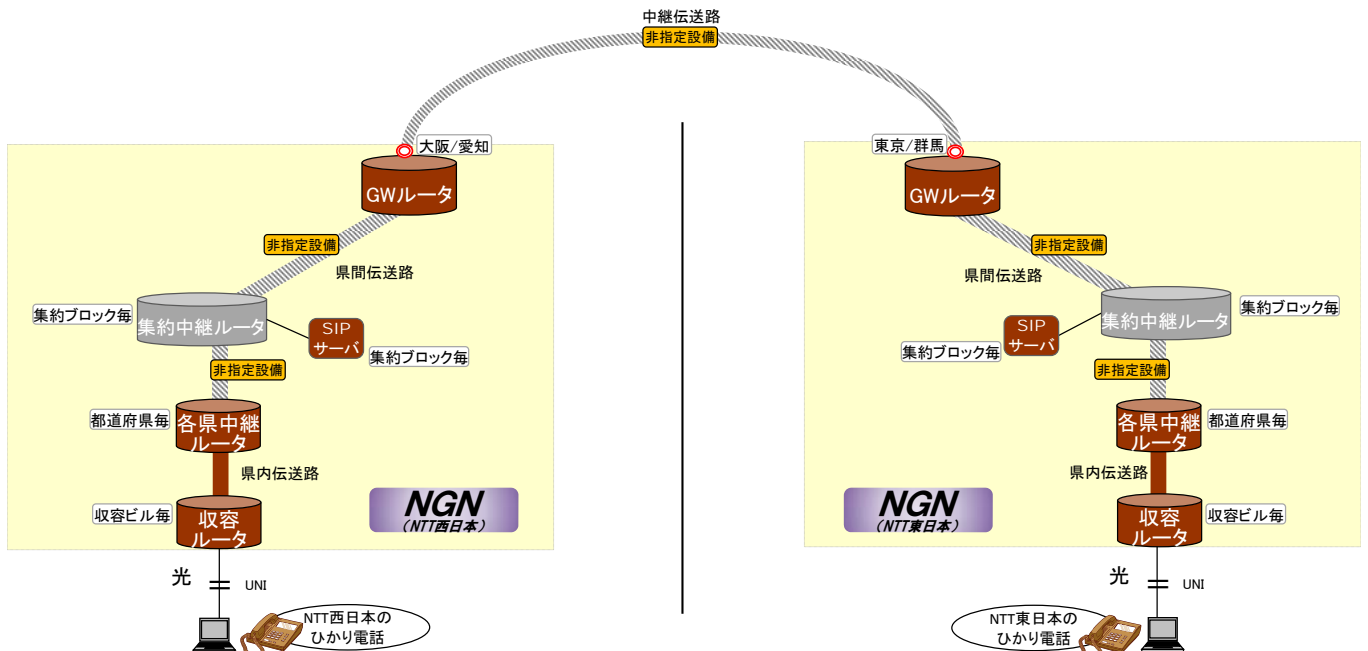 中継伝送路
非指定設備
大阪/愛知
GWルータ
非指定設備
県間伝送路
集約ブロック毎
集約中継ルータ
SIP
サーバ
集約ブロック毎
非指定設備
都道府県毎
各県中継
ルータ
県内伝送路
収容ビル毎
収容
ルータ
NGN
(NTT西日本)
光
UNI
NTT西日本の
ひかり電話
東京/群馬
GWルータ
非指定設備
県間伝送路
集約ブロック毎
集約中継ルータ
SIP
サーバ
集約ブロック毎
非指定設備
都道府県毎
各県中継
ルータ
県内伝送路
収容ビル毎
収容
ルータ
NGN
(NTT東日本)
光
UNI
NTT東日本の
ひかり電話